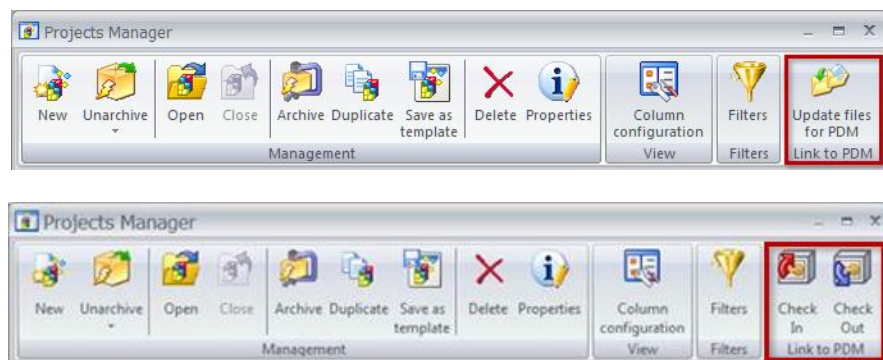 Projects Manager
New Unarchive Open Close Archive Duplicate Save as template Delete Properties Column configuration Filters Update files for PDM
Management View Filters Link to PDM
Projects Manager
New Unarchive Open Close Archive Duplicate Save as template Delete Properties Column configuration Filters Check In Check Out
Management View Filters Link to PDM